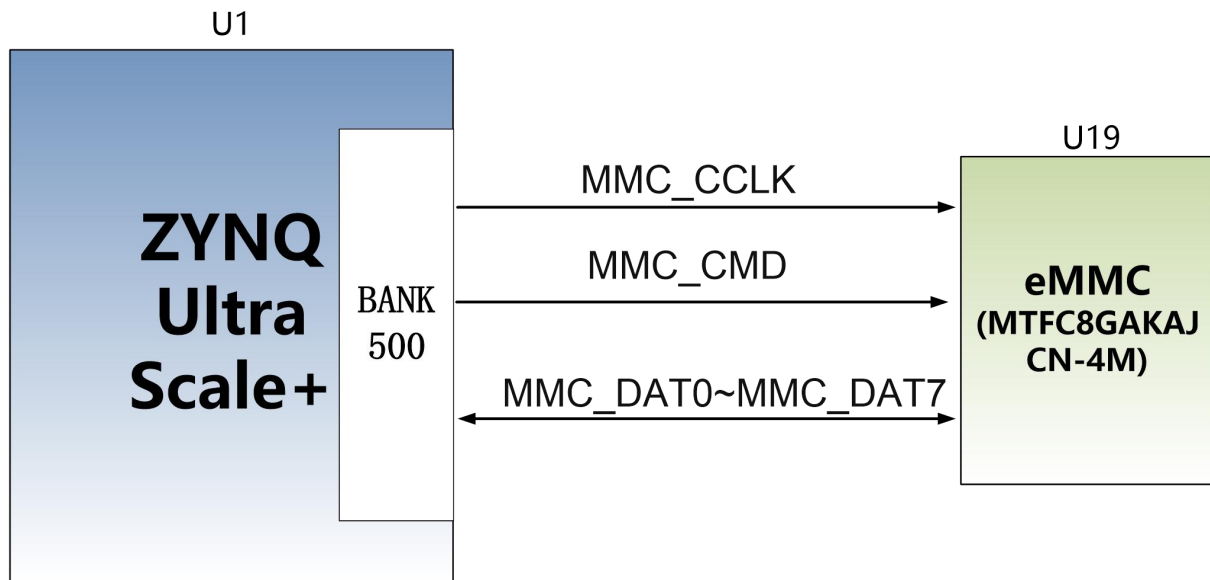 U1
ZYNQ
Ultra
Scale+
BANK
500
MMC_CCLK
MMC_CMD
MMC_DAT0~MMC_DAT7
U19
eMMC
(MTFC8GAKAJ
CN-4M)